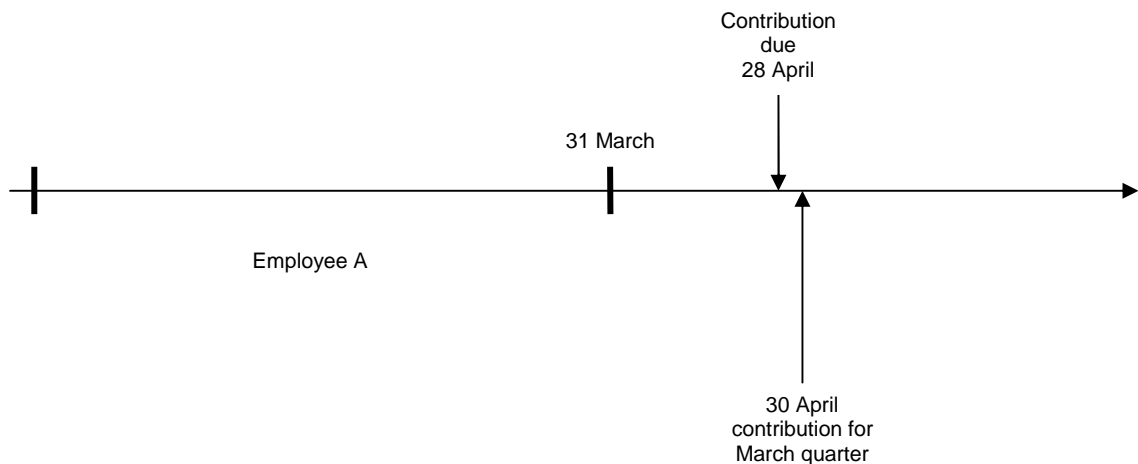 Contribution
due
28 April
31 March
Employee A
30 April
contribution for
March quarter